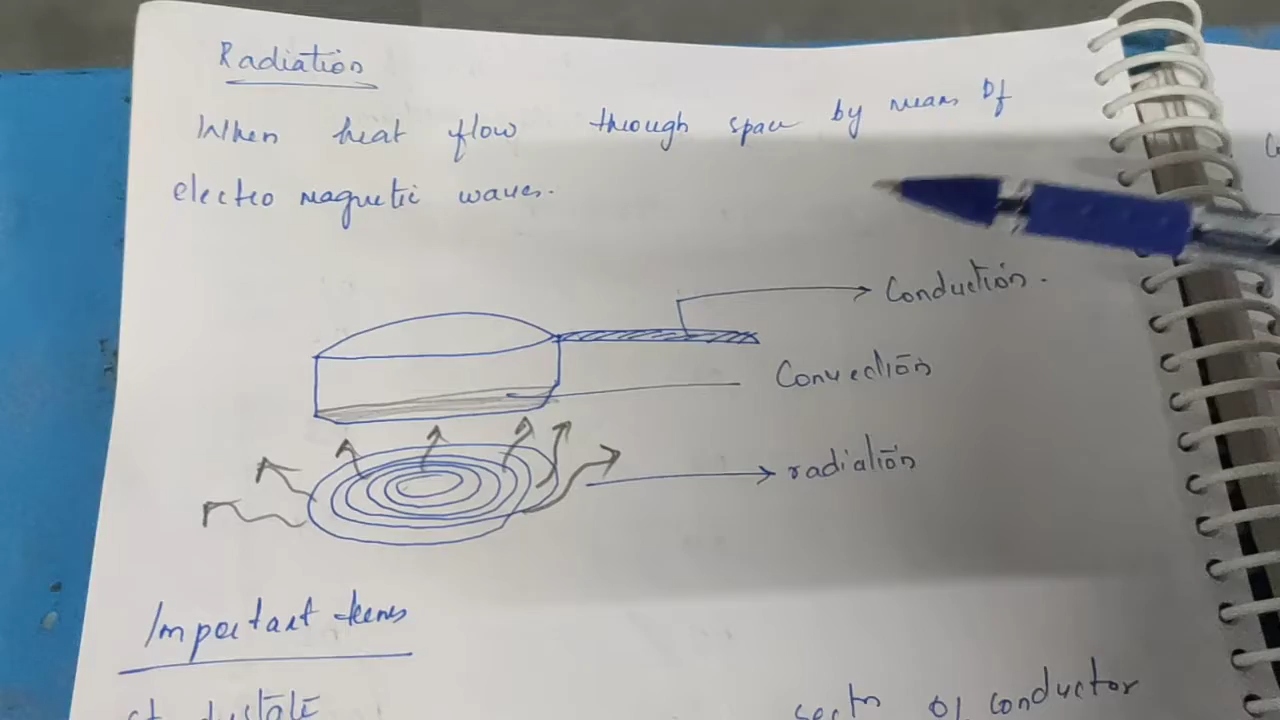 Radiation
When heat flow through space by means of
electro magnetic waves.
Conduction.
Convection
radiation
Important terms
sectn of conductor